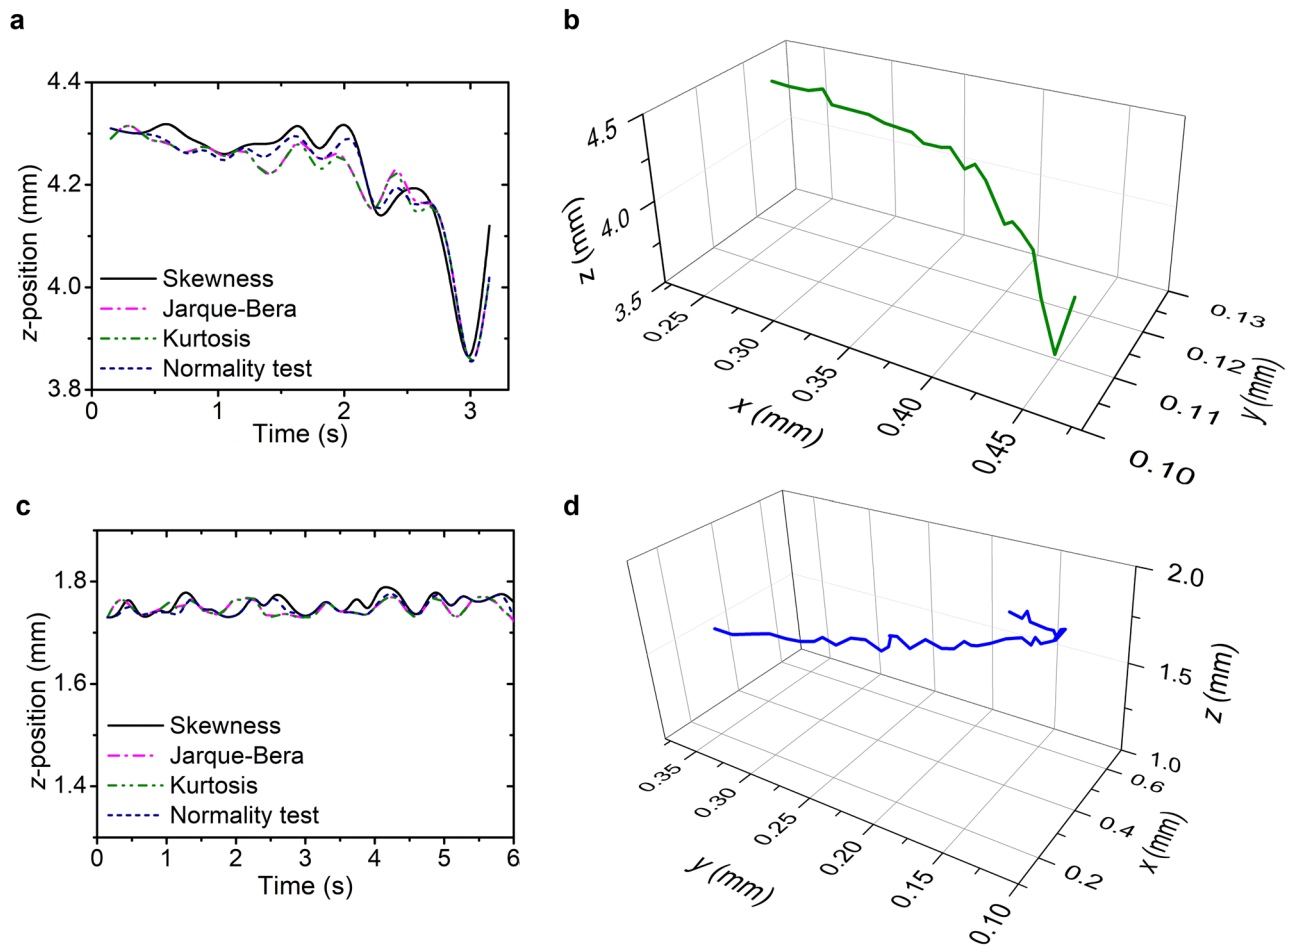 a
4.4
4.2
4.0
3.8
z-position (mm)
Skewness
Jarque-Bera
Kurtosis
Normality test
0 1 2 3
Time (s)
b
4.5
4.0
3.5
z (mm)
0.25
0.30
0.35
0.40
0.45
x (mm)
0.13
0.12
0.11
0.10
y (mm)
c
1.8
1.6
1.4
z-position (mm)
Skewness
Jarque-Bera
Kurtosis
Normality test
0 1 2 3 4 5 6
Time (s)
d
2.0
1.5
1.0
z (mm)
0.6
0.4
0.2
x (mm)
0.35
0.30
0.25
0.20
0.15
0.10
y (mm)